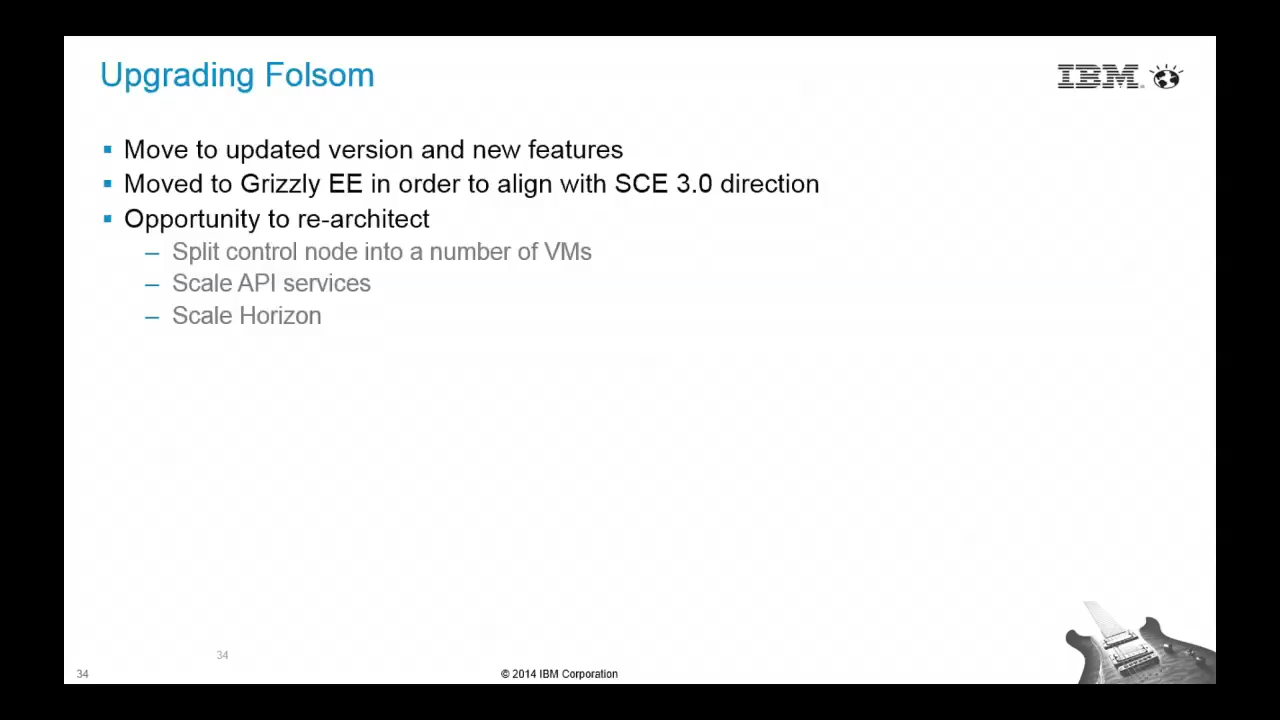 Upgrading Folsom
IBM
▪ Move to updated version and new features
▪ Moved to Grizzly EE in order to align with SCE 3.0 direction
▪ Opportunity to re-architect
– Split control node into a number of VMs
– Scale API services
– Scale Horizon
34
34
© 2014 IBM Corporation